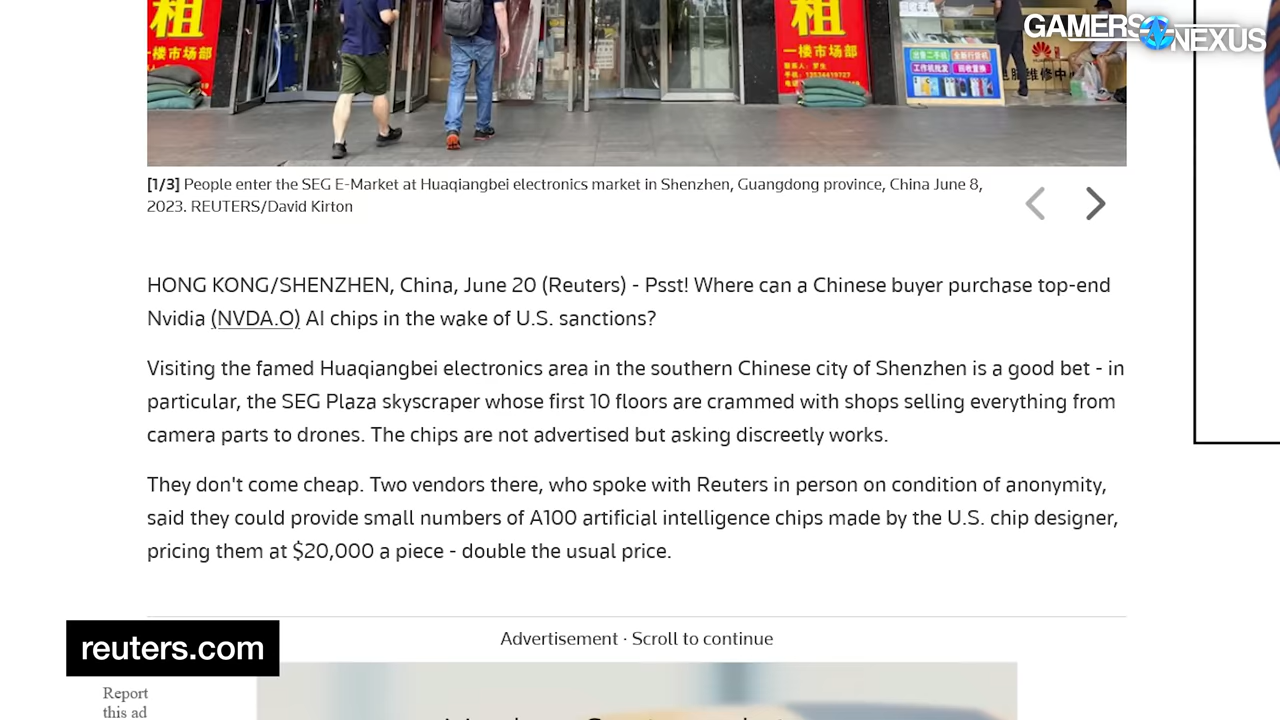 GAMERS NEXUS
租
一楼市场部
租
一楼市场部
[1/3] People enter the SEG E-Market at Huaqiangbei electronics market in Shenzhen, Guangdong province, China June 8,
2023. REUTERS/David Kirton
HONG KONG/SHENZHEN, China, June 20 (Reuters) - Psst! Where can a Chinese buyer purchase top-end
Nvidia (NVDA.O) AI chips in the wake of U.S. sanctions?
Visiting the famed Huaqiangbei electronics area in the southern Chinese city of Shenzhen is a good bet - in
particular, the SEG Plaza skyscraper whose first 10 floors are crammed with shops selling everything from
camera parts to drones. The chips are not advertised but asking discreetly works.
They don't come cheap. Two vendors there, who spoke with Reuters in person on condition of anonymity,
said they could provide small numbers of A100 artificial intelligence chips made by the U.S. chip designer,
pricing them at $20,000 a piece - double the usual price.
Advertisement · Scroll to continue
reuters.com
Report
this ad